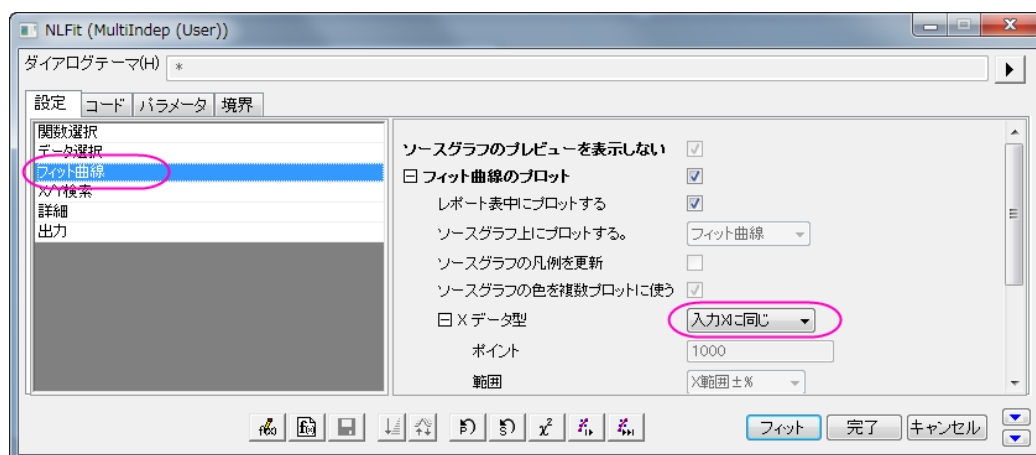 NLFit (MultiIndep (User))
ダイアログテーマ(H) *
設定 コード パラメータ 境界
関数選択
データ選択
フィット曲線
X/Y検索
詳細
出力
ソースグラフのプレビューを表示しない
フィット曲線のプロット
レポート表中にプロットする
ソースグラフ上にプロットする。 フィット曲線
ソースグラフの凡例を更新
ソースグラフの色を複数プロットに使う
X データ型 入力Xに同じ
ポイント 1000
範囲 X範囲±%
フィット 完了 キャンセル